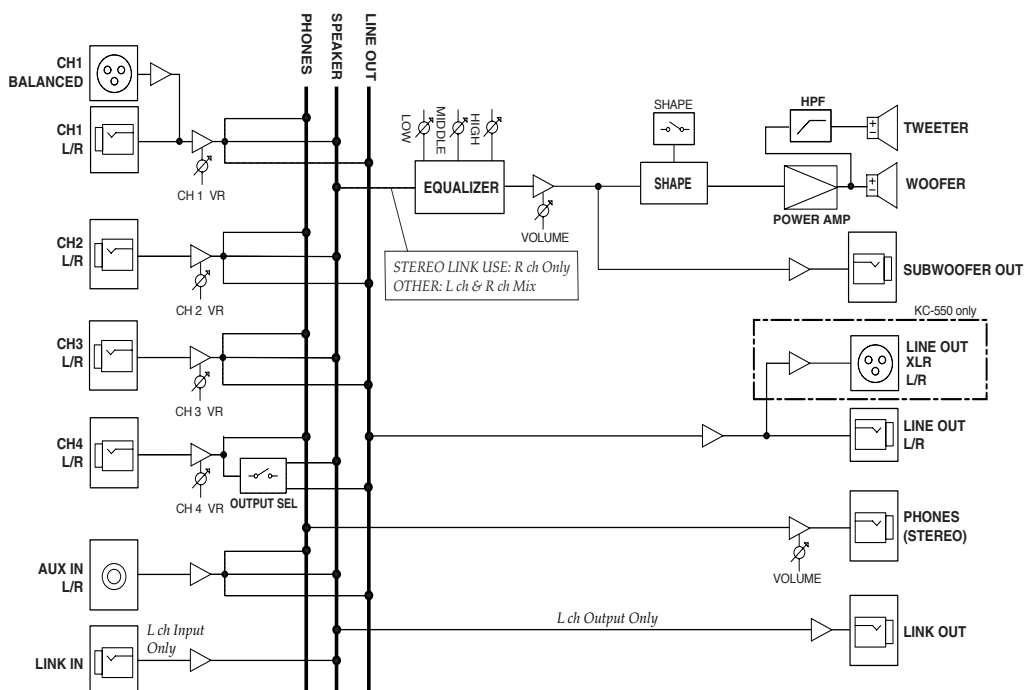 PHONES
SPEAKER
LINE OUT
CH1
BALANCED
CH1
L/R
CH 1 VR
CH2
L/R
CH 2 VR
CH3
L/R
CH 3 VR
CH4
L/R
CH 4 VR
OUTPUT SEL
AUX IN
L/R
LINK IN
L ch Input
Only
LOW
MIDDLE
HIGH
EQUALIZER
VOLUME
STEREO LINK USE: R ch Only
OTHER: L ch & R ch Mix
SHAPE
SHAPE
HPF
POWER AMP
+
-
TWEETER
+
-
WOOFER
SUBWOOFER OUT
KC-550 only
LINE OUT
XLR
L/R
LINE OUT
L/R
PHONES
(STEREO)
VOLUME
L ch Output Only
LINK OUT